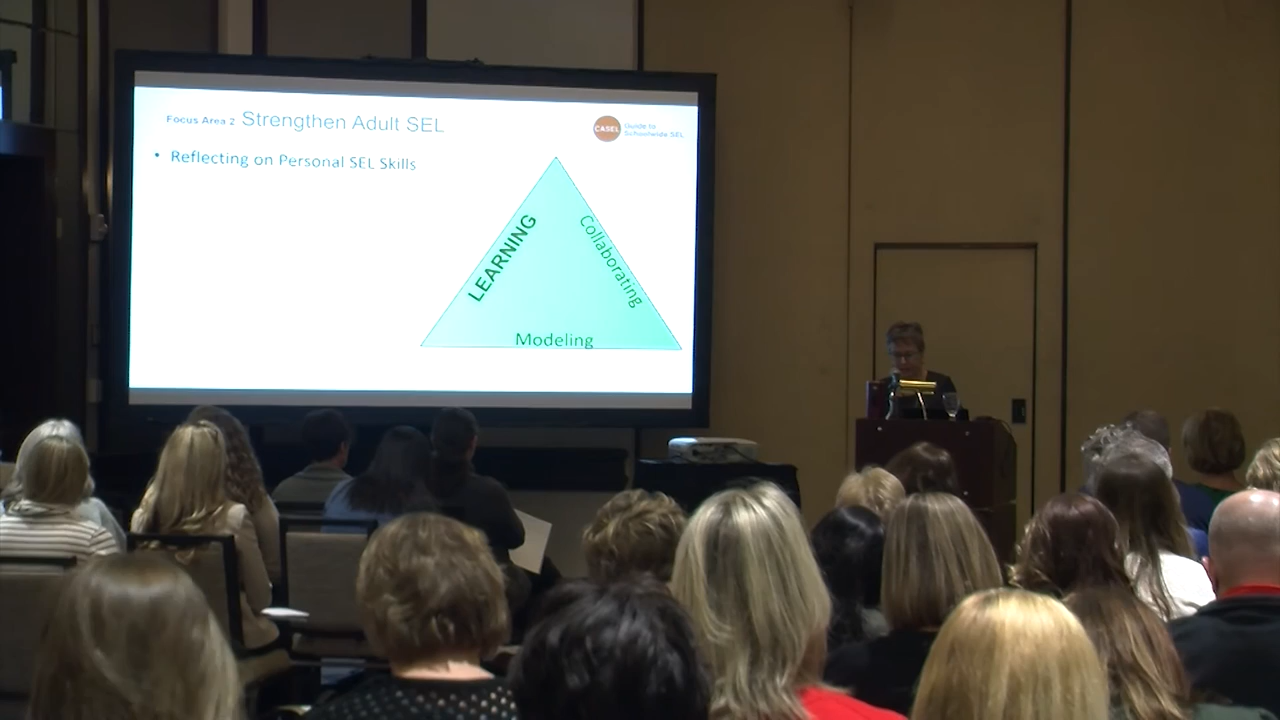 Focus Area 2 Strengthen Adult SEL
CASEL
Guide to
Schoolwide SEL
• Reflecting on Personal SEL Skills
LEARNING
Collaborating
Modeling